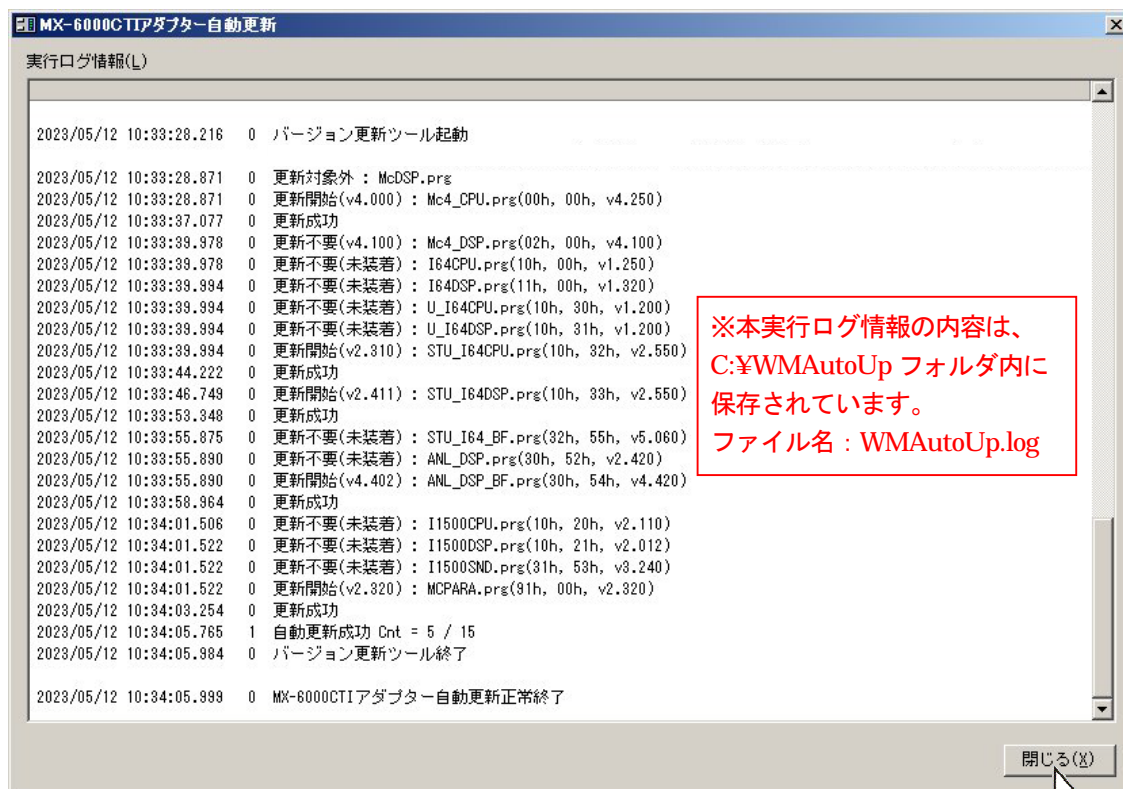 MX-6000CTIアダプター自動更新
実行ログ情報(L)
2023/05/12 10:33:28.216 0 バージョン更新ツール起動
2023/05/12 10:33:28.871 0 更新対象外 : McDSP.prg
2023/05/12 10:33:28.871 0 更新開始(v4.000) : Mc4_CPU.prg(00h, 00h, v4.250)
2023/05/12 10:33:37.077 0 更新成功
2023/05/12 10:33:39.978 0 更新不要(v4.100) : Mc4_DSP.prg(02h, 00h, v4.100)
2023/05/12 10:33:39.978 0 更新不要(未装着) : I64CPU.prg(10h, 00h, v1.250)
2023/05/12 10:33:39.994 0 更新不要(未装着) : I64DSP.prg(11h, 00h, v1.320)
2023/05/12 10:33:39.994 0 更新不要(未装着) : U_I64CPU.prg(10h, 30h, v1.200)
2023/05/12 10:33:39.994 0 更新不要(未装着) : U_I64DSP.prg(10h, 31h, v1.200)
2023/05/12 10:33:39.994 0 更新開始(v2.310) : STU_I64CPU.prg(10h, 32h, v2.550)
2023/05/12 10:33:44.222 0 更新成功
2023/05/12 10:33:46.749 0 更新開始(v2.411) : STU_I64DSP.prg(10h, 33h, v2.550)
2023/05/12 10:33:53.348 0 更新成功
2023/05/12 10:33:55.875 0 更新不要(未装着) : STU_I64_BF.prg(32h, 55h, v5.060)
2023/05/12 10:33:55.890 0 更新不要(未装着) : ANL_DSP.prg(30h, 52h, v2.420)
2023/05/12 10:33:55.890 0 更新開始(v4.402) : ANL_DSP_BF.prg(30h, 54h, v4.420)
2023/05/12 10:33:58.964 0 更新成功
2023/05/12 10:34:01.506 0 更新不要(未装着) : I1500CPU.prg(10h, 20h, v2.110)
2023/05/12 10:34:01.522 0 更新不要(未装着) : I1500DSP.prg(10h, 21h, v2.012)
2023/05/12 10:34:01.522 0 更新不要(未装着) : I1500SND.prg(31h, 53h, v3.240)
2023/05/12 10:34:01.522 0 更新開始(v2.320) : MCPARA.prg(91h, 00h, v2.320)
2023/05/12 10:34:03.254 0 更新成功
2023/05/12 10:34:05.765 1 自動更新成功 Cnt = 5 / 15
2023/05/12 10:34:05.984 0 バージョン更新ツール終了
2023/05/12 10:34:05.999 0 MX-6000CTIアダプター自動更新正常終了
※本実行ログ情報の内容は、
C:¥WMAutoUp フォルダ内に
保存されています。
ファイル名：WMAutoUp.log
閉じる(X)